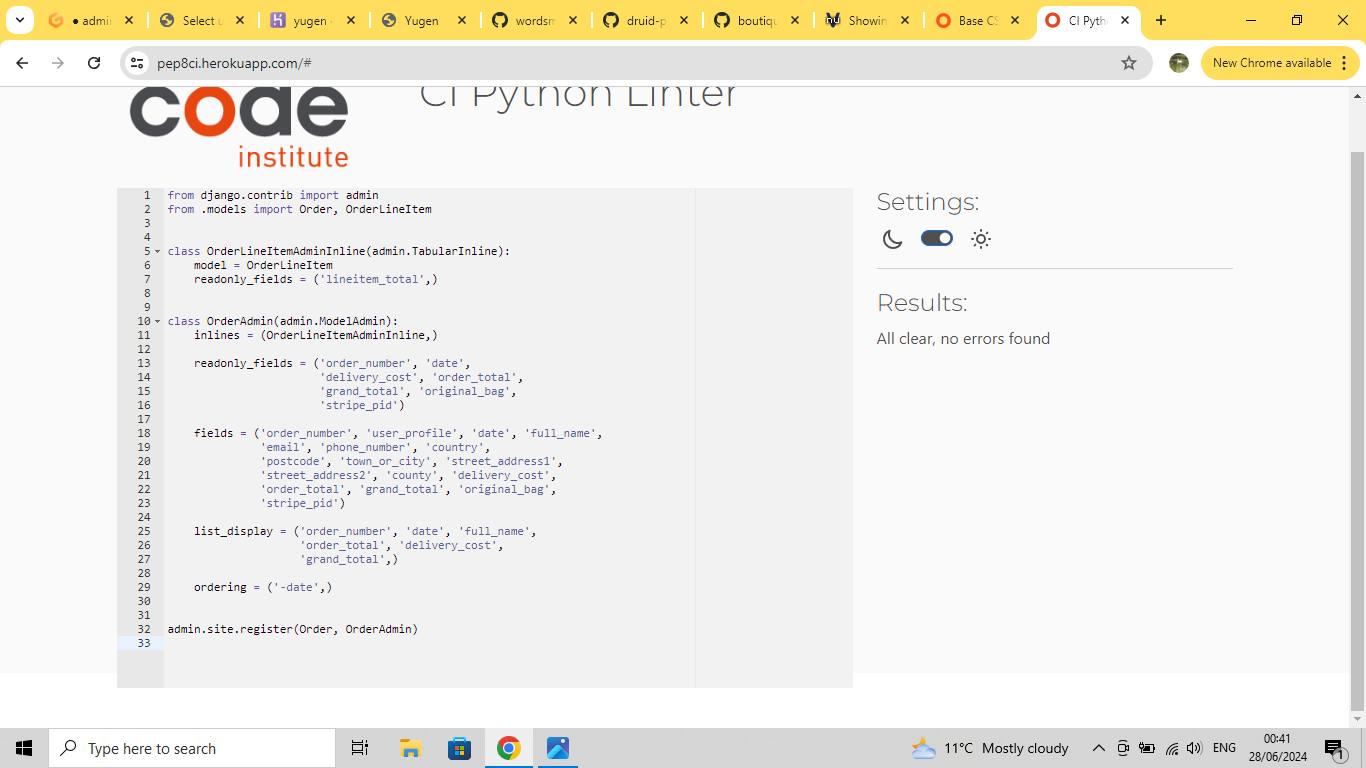 ● admi
Select u
yugen
Yugen
wordsm
druid-p
boutiqu
Showin
Base CS
CI Pyth
pep8ci.herokuapp.com/#
New Chrome available
code
institute
CI Python Linter
1 from django.contrib import admin
2 from .models import Order, OrderLineItem
3
4
5 class OrderLineItemAdminInline(admin.TabularInline):
6 model = OrderLineItem
7 readonly_fields = ('lineitem_total',)
8
9
10 class OrderAdmin(admin.ModelAdmin):
11 inlines = (OrderLineItemAdminInline,)
12
13 readonly_fields = ('order_number', 'date',
14 'delivery_cost', 'order_total',
15 'grand_total', 'original_bag',
16 'stripe_pid')
17
18 fields = ('order_number', 'user_profile', 'date', 'full_name',
19 'email', 'phone_number', 'country',
20 'postcode', 'town_or_city', 'street_address1',
21 'street_address2', 'county', 'delivery_cost',
22 'order_total', 'grand_total', 'original_bag',
23 'stripe_pid')
24
25 list_display = ('order_number', 'date', 'full_name',
26 'order_total', 'delivery_cost',
27 'grand_total',)
28
29 ordering = ('-date',)
30
31
32 admin.site.register(Order, OrderAdmin)
33
Settings:
Results:
All clear, no errors found
Type here to search
11°C Mostly cloudy
ENG
00:41
28/06/2024
1